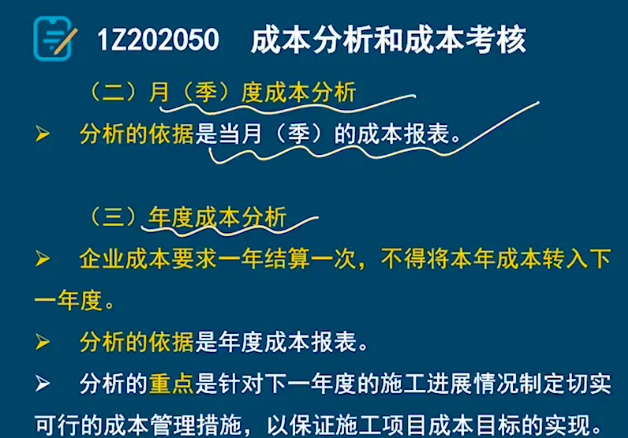 1Z202050 成本分析和成本考核
（二）月（季）度成本分析
➢ 分析的依据是当月（季）的成本报表。
（三）年度成本分析
➢ 企业成本要求一年结算一次，不得将本年成本转入下
一年度。
➢ 分析的依据是年度成本报表。
➢ 分析的重点是针对下一年度的施工进展情况制定切实
可行的成本管理措施，以保证施工项目成本目标的实现。